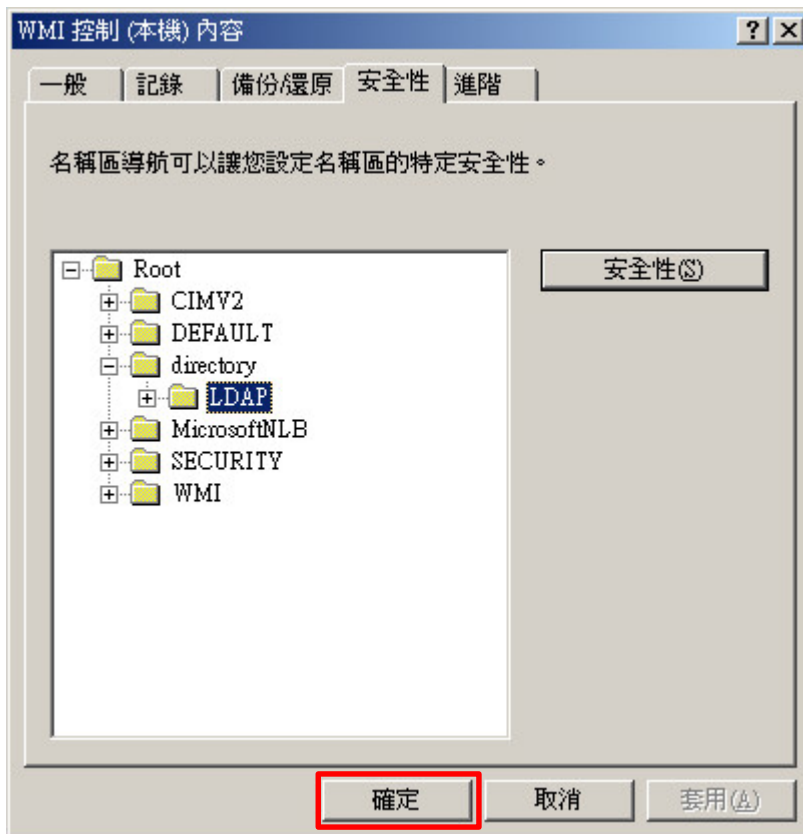 WMI 控制 (本機) 內容
一般 記錄 備份/還原 安全性 進階
名稱區導航可以讓您設定名稱區的特定安全性。
Root
CIMV2
DEFAULT
directory
LDAP
MicrosoftNLB
SECURITY
WMI
安全性(S)
確定 取消 套用(A)